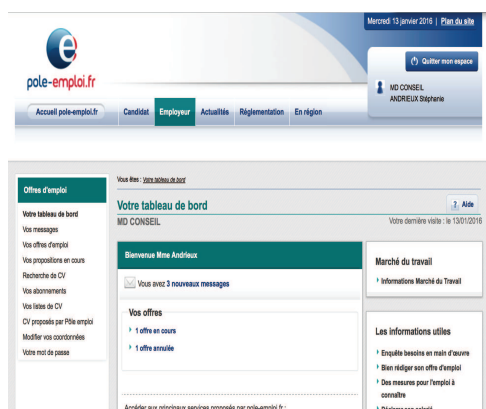 Mercredi 13 janvier 2016 | Plan du site
Quitter mon espace
MD CONSEIL
ANDRIEUX Stéphanie
pole-emploi.fr
Accueil pole-emploi.fr Candidat Employeur Actualités Règlementation En région
Vous êtes : Votre tableau de bord
Offres d'emploi
Votre tableau de bord
Vos messages
Vos offres d'emploi
Vos propositions en cours
Recherche de CV
Vos abonnements
Vos listes de CV
CV proposés par Pôle emploi
Modifier vos coordonnées
Votre mot de passe
Votre tableau de bord
? Aide
MD CONSEIL
Votre dernière visite : le 13/01/2016
Bienvenue Mme Andrieux
Vous avez 3 nouveaux messages
Vos offres
1 offre en cours
1 offre annulée
Accéder aux principaux services proposés par pole-emploi.fr :
Marché du travail
Informations Marché du Travail
Les informations utiles
Enquête besoins en main d'œuvre
Bien rédiger son offre d'emploi
Des mesures pour l'emploi à
connaître